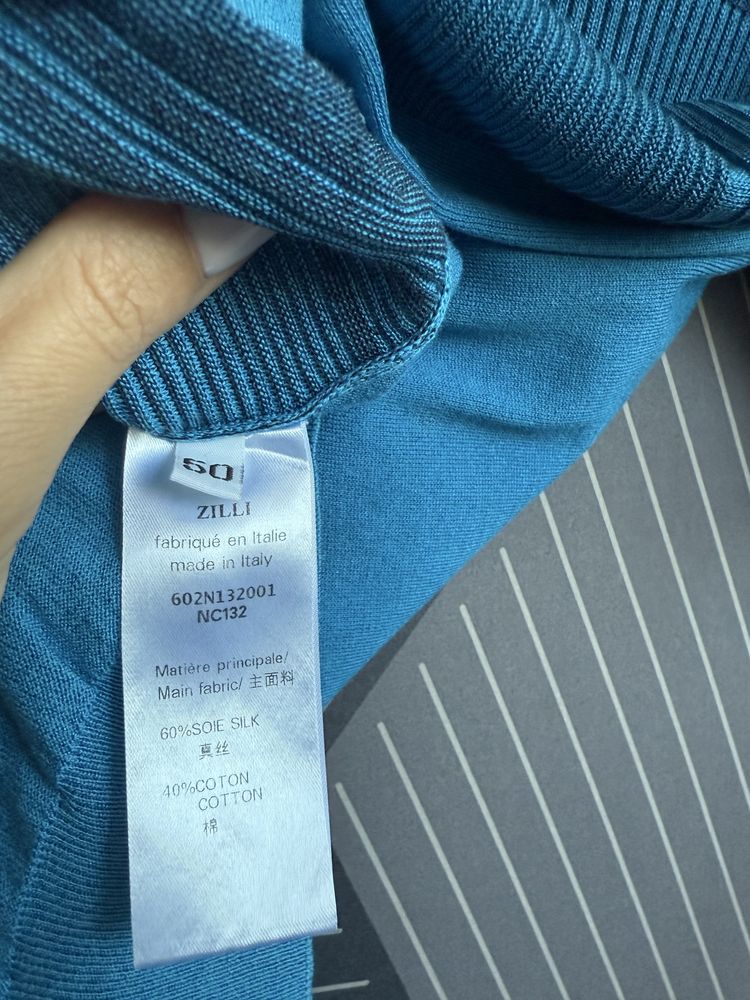 50
ZILLI
fabriqué en Italie
made in Italy
602N132001
NC132
Matière principale/
Main fabric/ 主面料
60%SOIE SILK
真丝
40%COTON
COTTON
棉